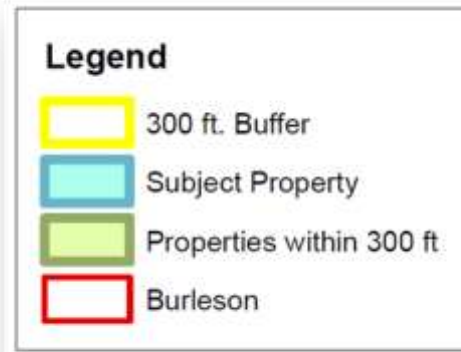 Legend
300 ft. Buffer
Subject Property
Properties within 300 ft
Burleson